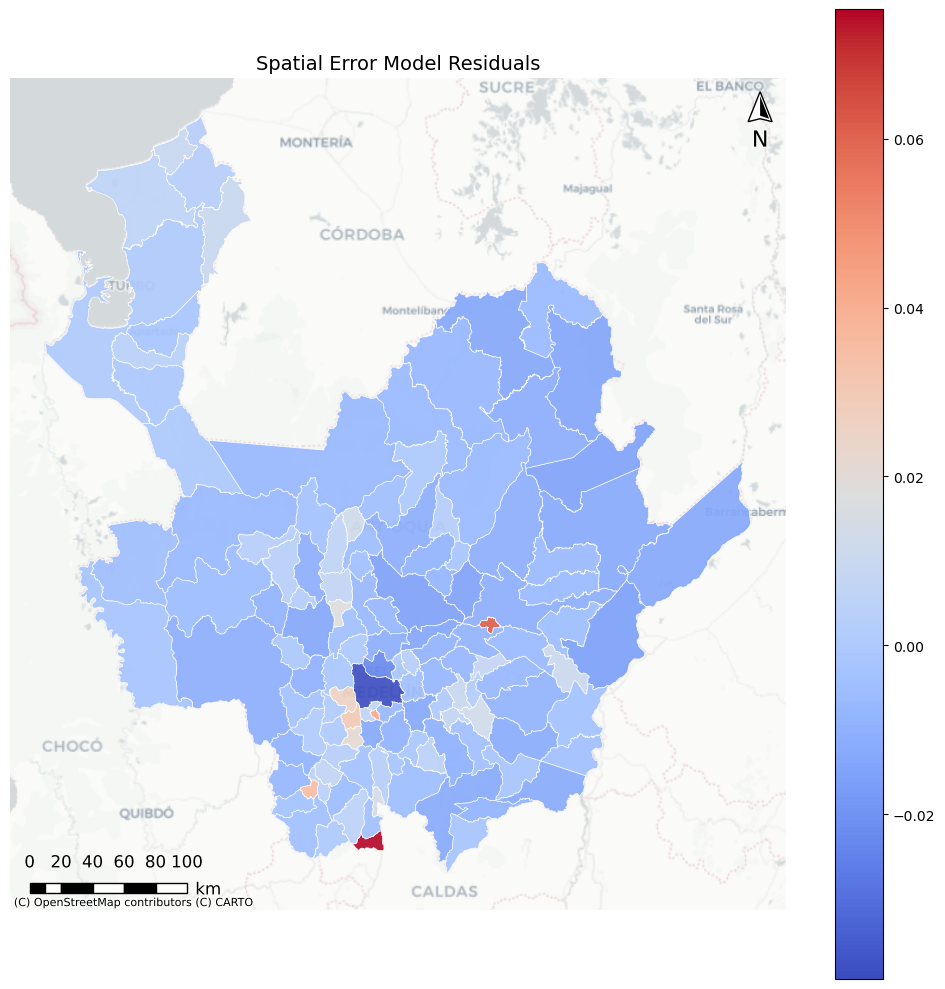 Spatial Error Model Residuals
SUCRE
EL BANCO
MONTERÍA
N
Majagual
CÓRDOBA
Montelíbano
Santa Rosa
del Sur
CHOCÓ
QUIBDÓ
CALDAS
0 20 40 60 80 100
km
(C) OpenStreetMap contributors (C) CARTO
0.06
0.04
0.02
0.00
−0.02